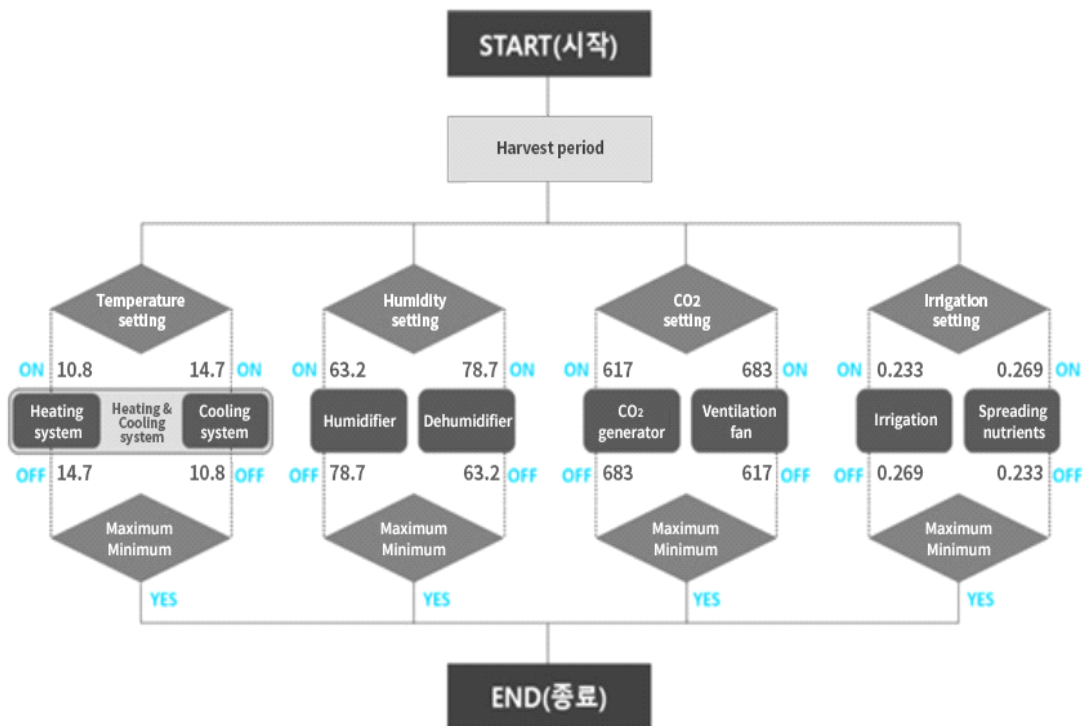 START(시작)
Harvest period
Temperature
setting
Humidity
setting
CO2
setting
Irrigation
setting
ON 10.8 14.7 ON
ON 63.2 78.7 ON
ON 617 683 ON
ON 0.233 0.269 ON
Heating
system
Heating &
Cooling
system
Cooling
system
Humidifier
Dehumidifier
CO2
generator
Ventilation
fan
Irrigation
Spreading
nutrients
OFF 14.7 10.8 OFF
OFF 78.7 63.2 OFF
OFF 683 617 OFF
OFF 0.269 0.233 OFF
Maximum
Minimum
Maximum
Minimum
Maximum
Minimum
Maximum
Minimum
YES
YES
YES
YES
END(종료)